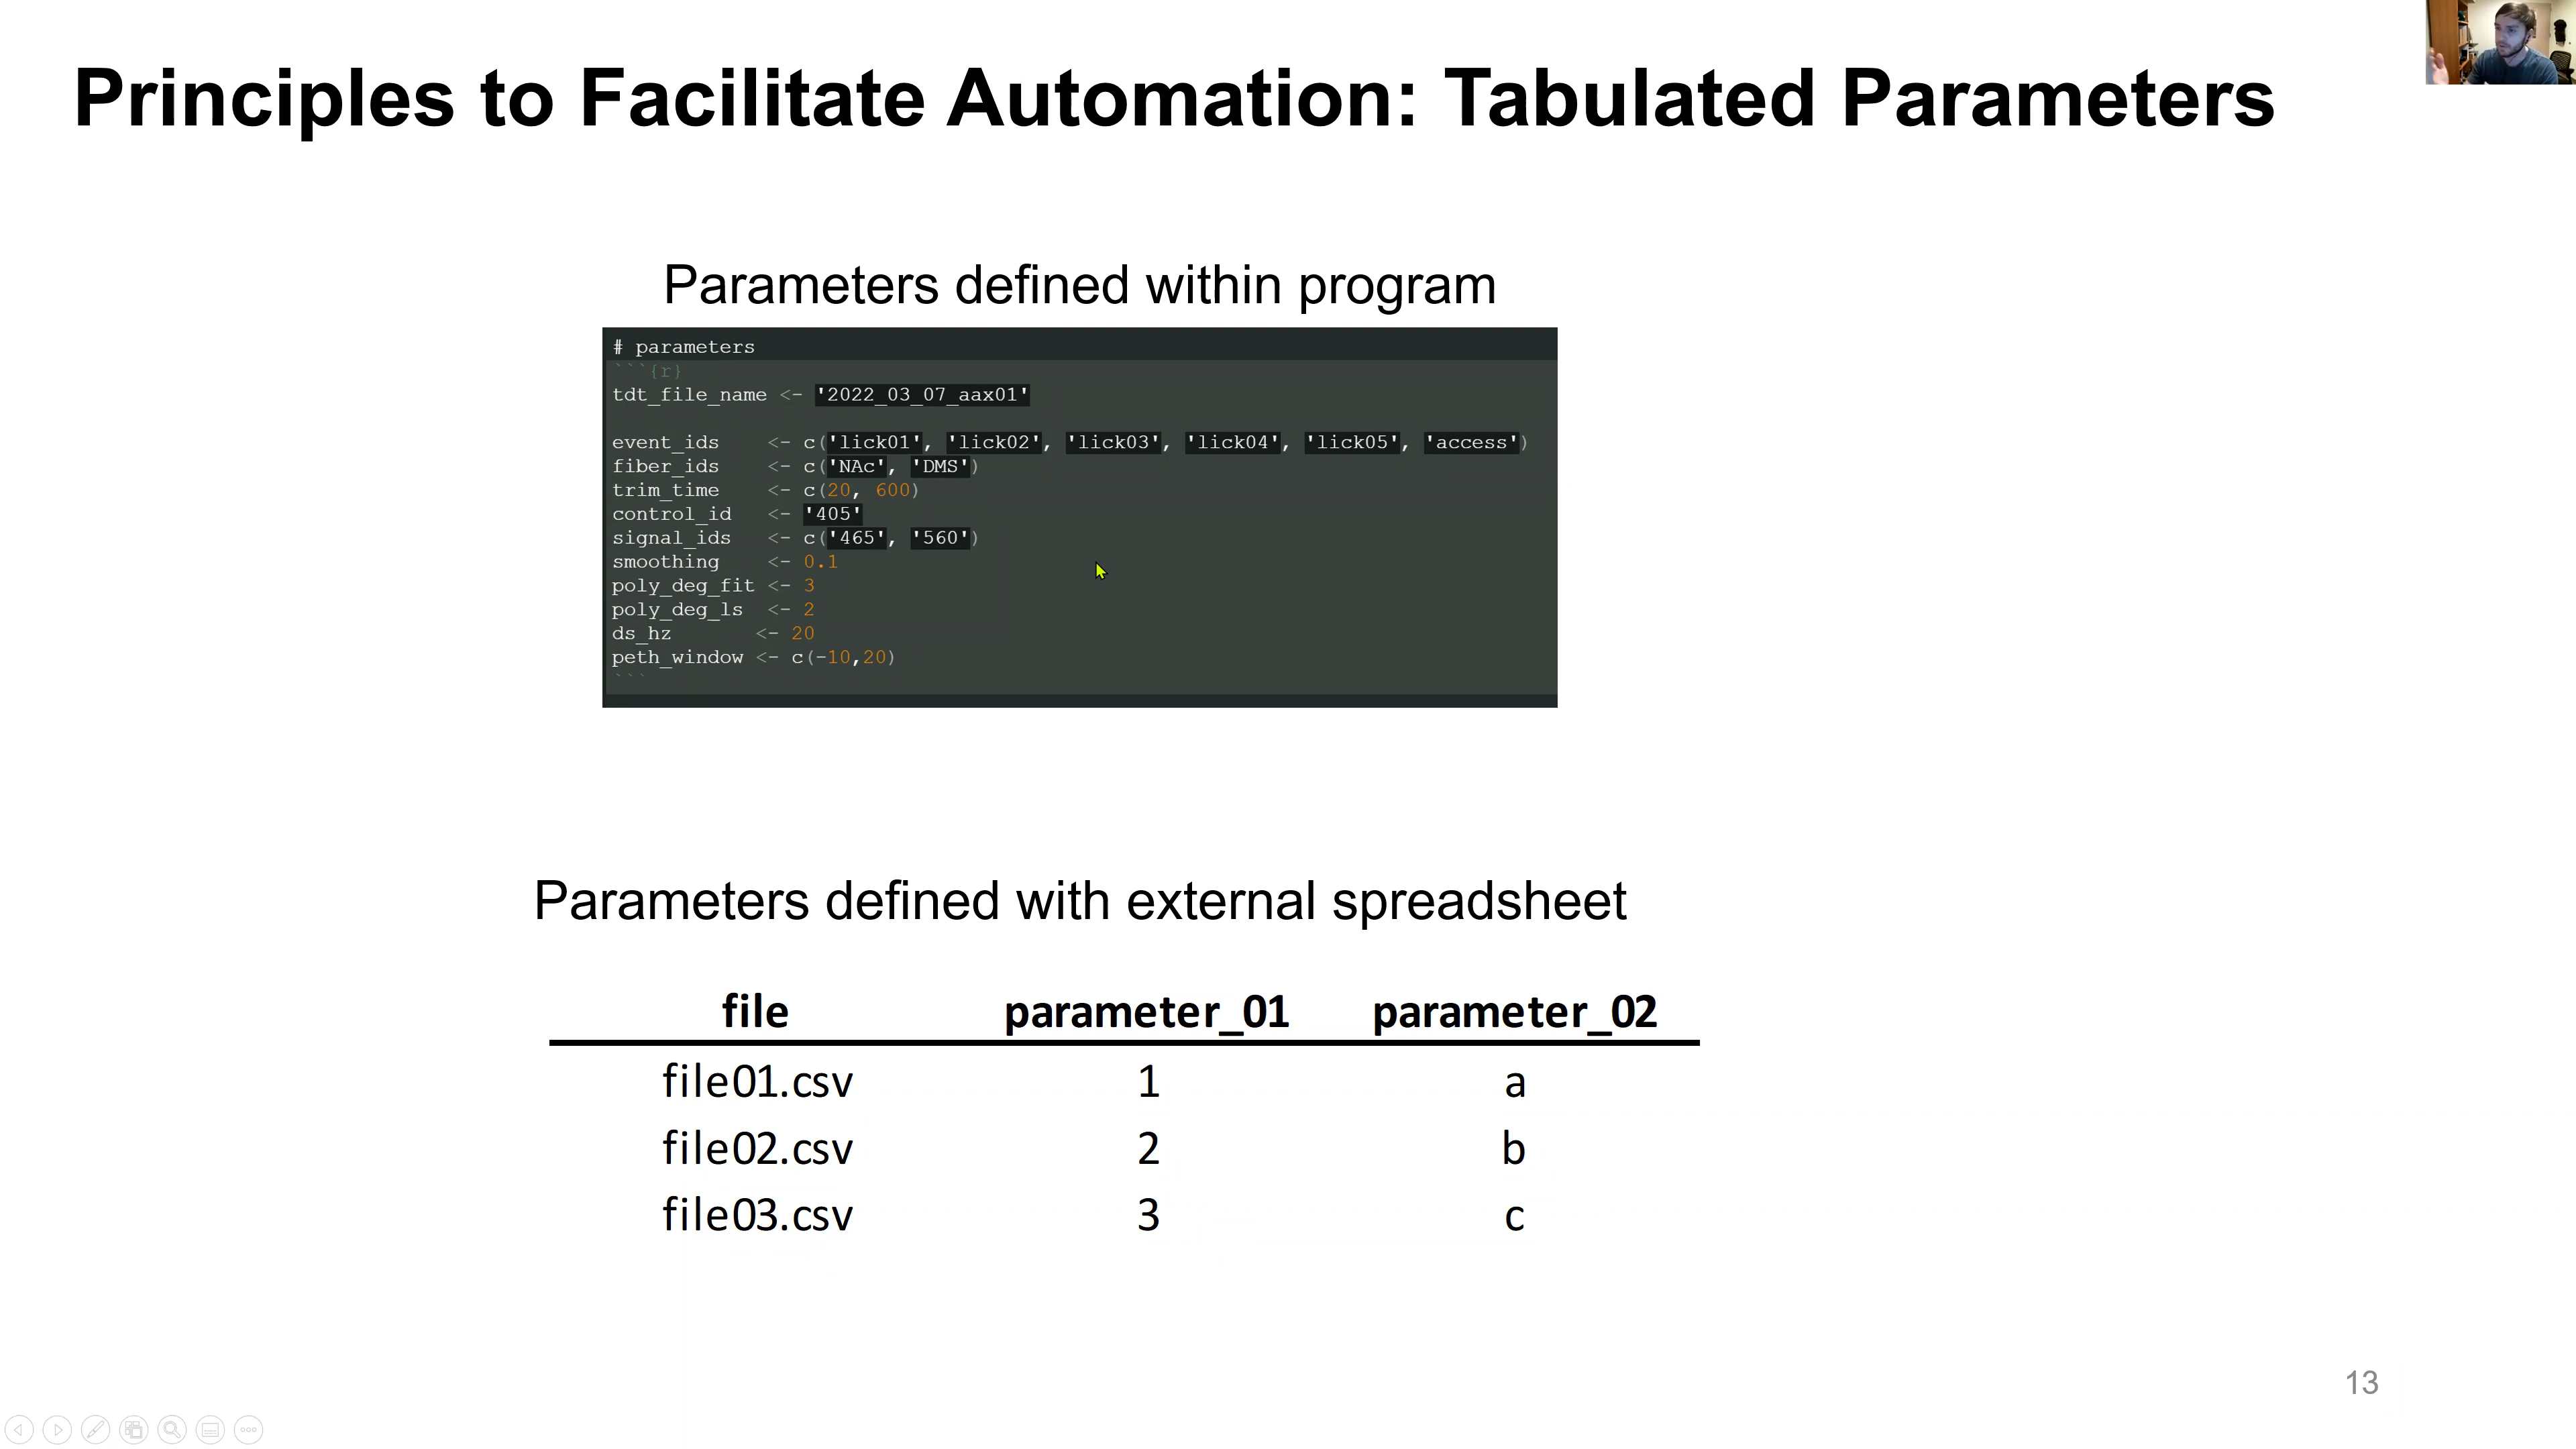 Principles to Facilitate Automation: Tabulated Parameters
Parameters defined within program
# parameters
```{r}
tdt_file_name <- '2022_03_07_aax01'
event_ids <- c('lick01', 'lick02', 'lick03', 'lick04', 'lick05', 'access')
fiber_ids <- c('NAc', 'DMS')
trim_time <- c(20, 600)
control_id <- '405'
signal_ids <- c('465', '560')
smoothing <- 0.1
poly_deg_fit <- 3
poly_deg_ls <- 2
ds_hz <- 20
peth_window <- c(-10,20)
```
Parameters defined with external spreadsheet
file parameter_01 parameter_02
file01.csv 1 a
file02.csv 2 b
file03.csv 3 c
13